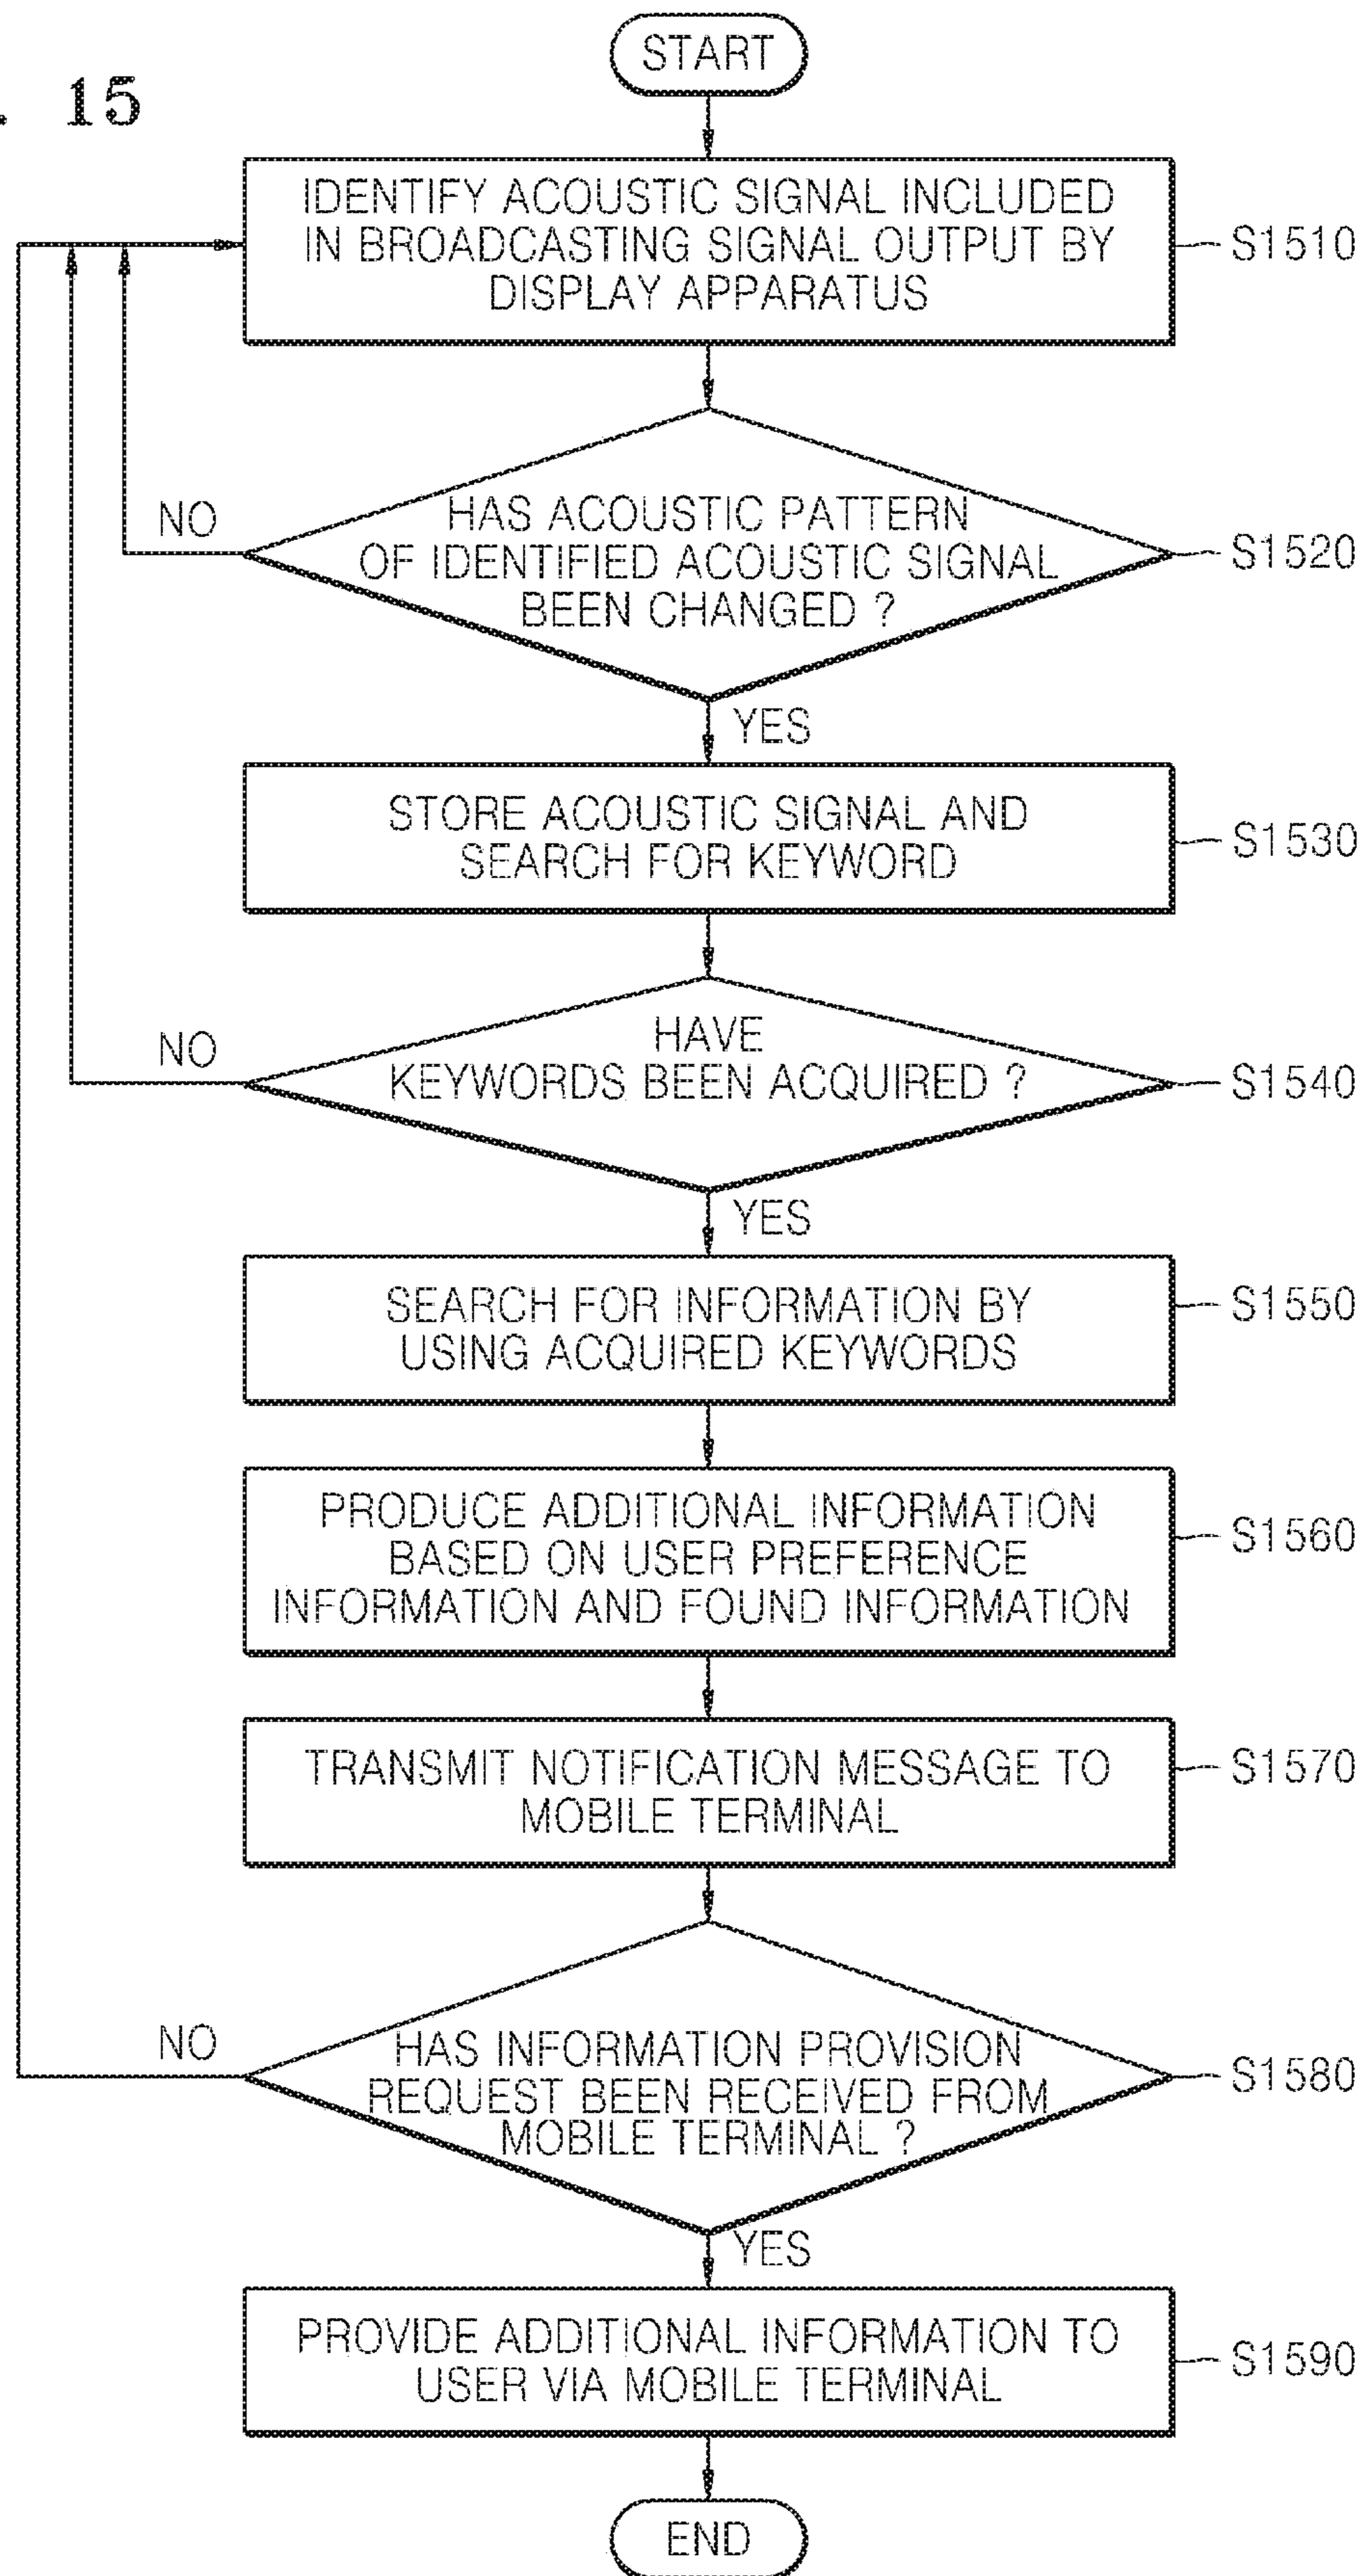 . 15
START
IDENTIFY ACOUSTIC SIGNAL INCLUDED
IN BROADCASTING SIGNAL OUTPUT BY
DISPLAY APPARATUS
S1510
NO
HAS ACOUSTIC PATTERN
OF IDENTIFIED ACOUSTIC SIGNAL
BEEN CHANGED ?
S1520
YES
STORE ACOUSTIC SIGNAL AND
SEARCH FOR KEYWORD
S1530
NO
HAVE
KEYWORDS BEEN ACQUIRED ?
S1540
YES
SEARCH FOR INFORMATION BY
USING ACQUIRED KEYWORDS
S1550
PRODUCE ADDITIONAL INFORMATION
BASED ON USER PREFERENCE
INFORMATION AND FOUND INFORMATION
S1560
TRANSMIT NOTIFICATION MESSAGE TO
MOBILE TERMINAL
S1570
NO
HAS INFORMATION PROVISION
REQUEST BEEN RECEIVED FROM
MOBILE TERMINAL ?
S1580
YES
PROVIDE ADDITIONAL INFORMATION TO
USER VIA MOBILE TERMINAL
S1590
END